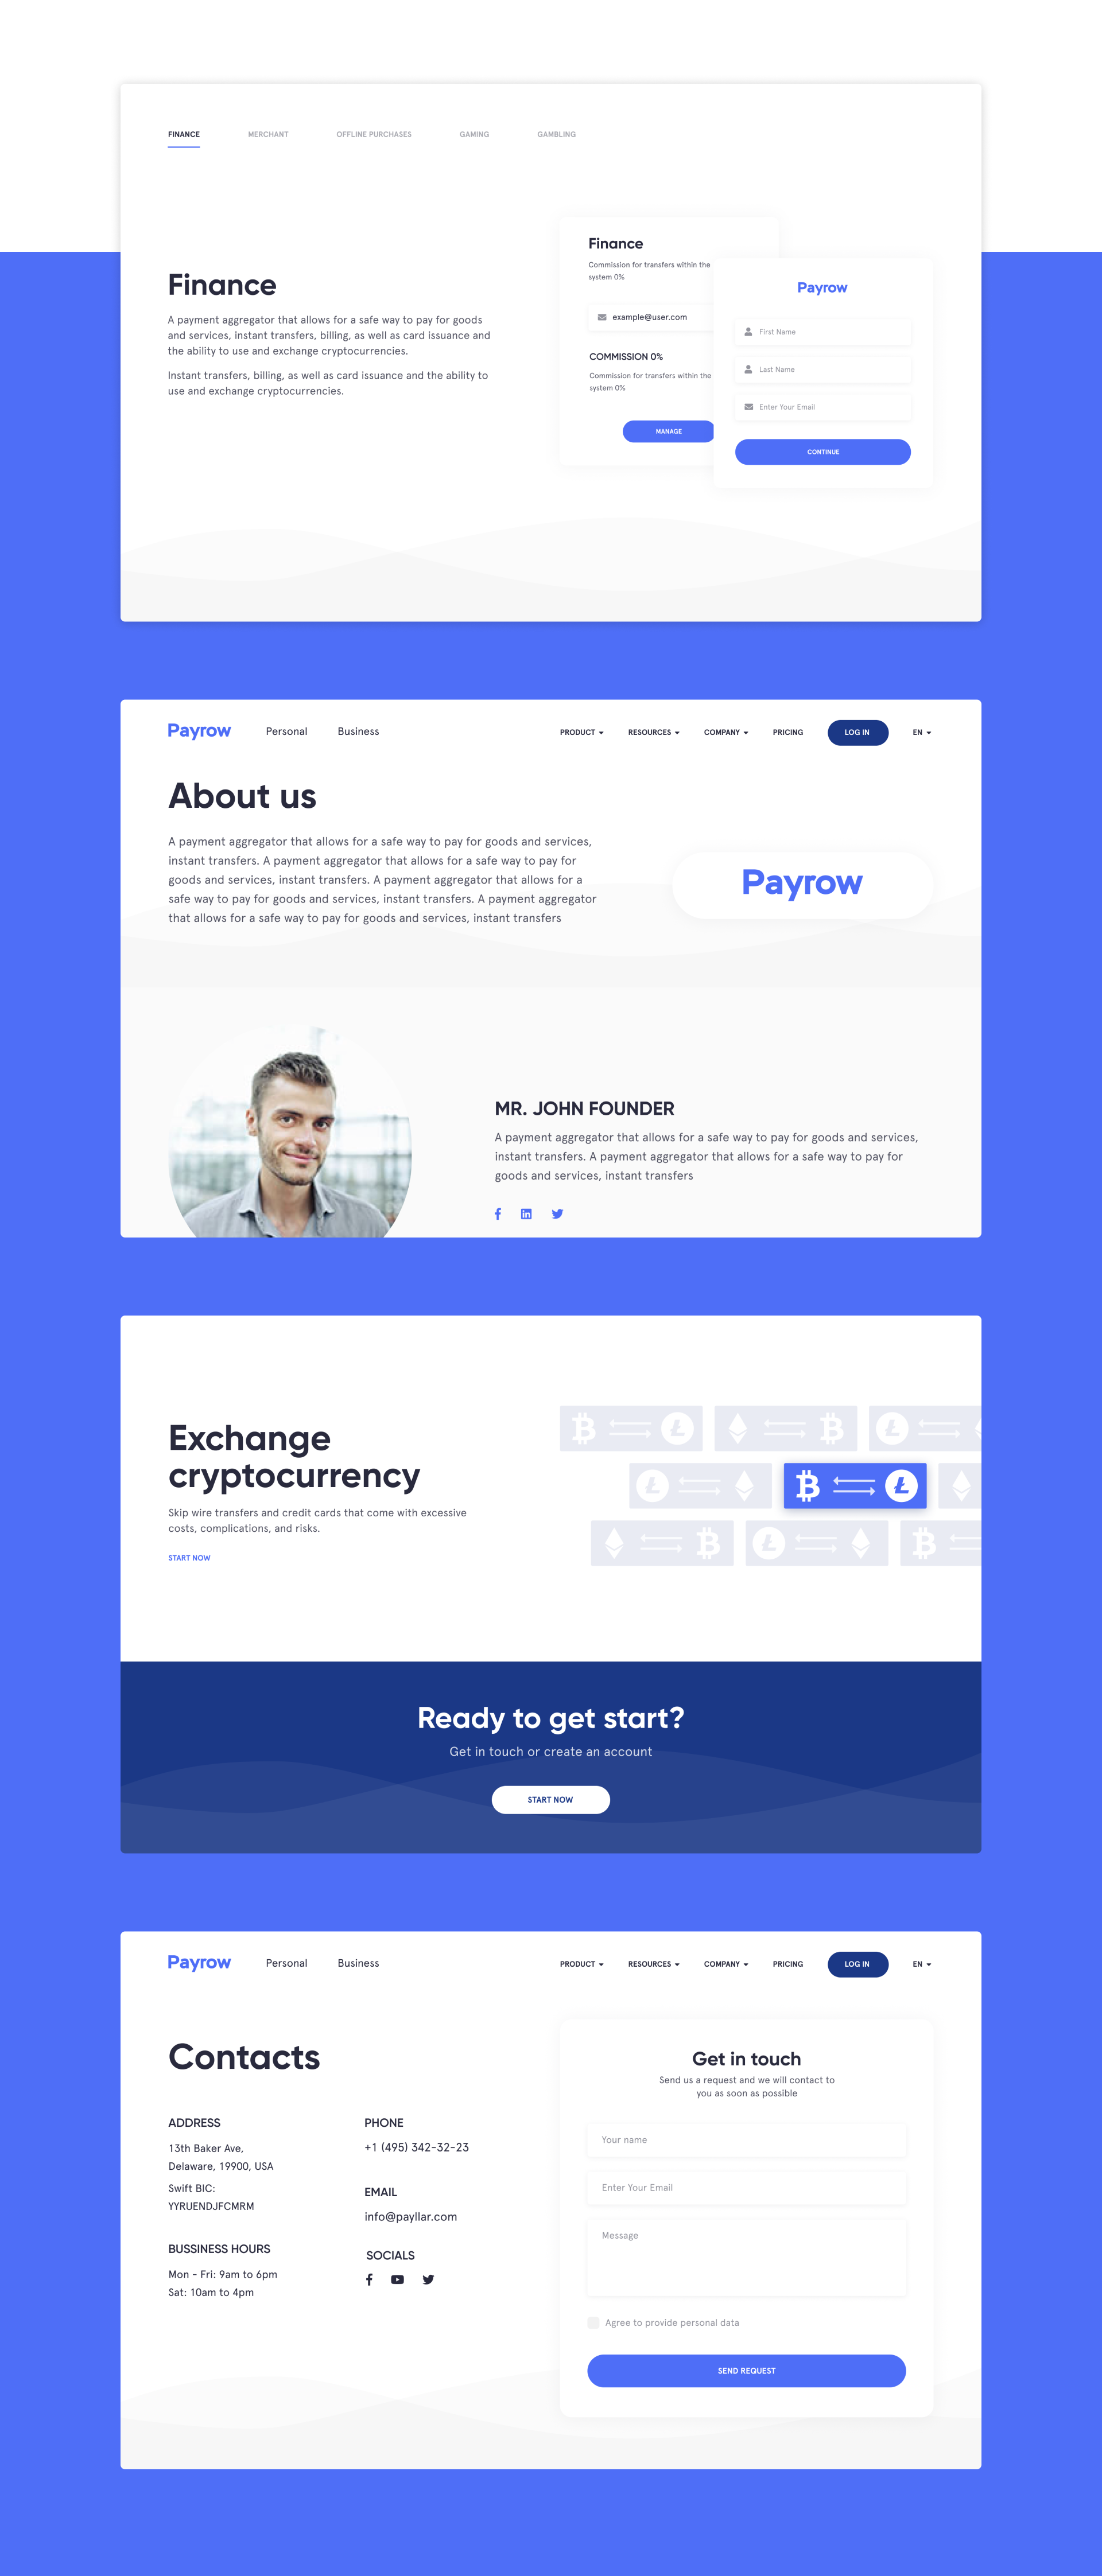 FINANCE
MERCHANT
OFFLINE PURCHASES
GAMING
GAMBLING
Finance
A payment aggregator that allows for a safe way to pay for goods
and services, instant transfers, billing, as well as card issuance and
the ability to use and exchange cryptocurrencies.
Instant transfers, billing, as well as card issuance and the ability to
use and exchange cryptocurrencies.
Finance
Commission for transfers within the
system 0%
example@user.com
COMMISSION 0%
Commission for transfers within the
system 0%
MANAGE
Payrow
First Name
Last Name
Enter Your Email
CONTINUE
Payrow
Personal
Business
PRODUCT
RESOURCES
COMPANY
PRICING
LOG IN
EN
About us
A payment aggregator that allows for a safe way to pay for goods and services,
instant transfers. A payment aggregator that allows for a safe way to pay for
goods and services, instant transfers. A payment aggregator that allows for a
safe way to pay for goods and services, instant transfers. A payment aggregator
that allows for a safe way to pay for goods and services, instant transfers
Payrow
MR. JOHN FOUNDER
A payment aggregator that allows for a safe way to pay for goods and services,
instant transfers. A payment aggregator that allows for a safe way to pay for
goods and services, instant transfers
Exchange
cryptocurrency
Skip wire transfers and credit cards that come with excessive
costs, complications, and risks.
START NOW
Ready to get start?
Get in touch or create an account
START NOW
Payrow
Personal
Business
PRODUCT
RESOURCES
COMPANY
PRICING
LOG IN
EN
Contacts
ADDRESS
13th Baker Ave,
Delaware, 19900, USA
Swift BIC:
YYRUENDJFCMRM
BUSSINESS HOURS
Mon - Fri: 9am to 6pm
Sat: 10am to 4pm
PHONE
+1 (495) 342-32-23
EMAIL
info@payllar.com
SOCIALS
Get in touch
Send us a request and we will contact to
you as soon as possible
Your name
Enter Your Email
Message
Agree to provide personal data
SEND REQUEST